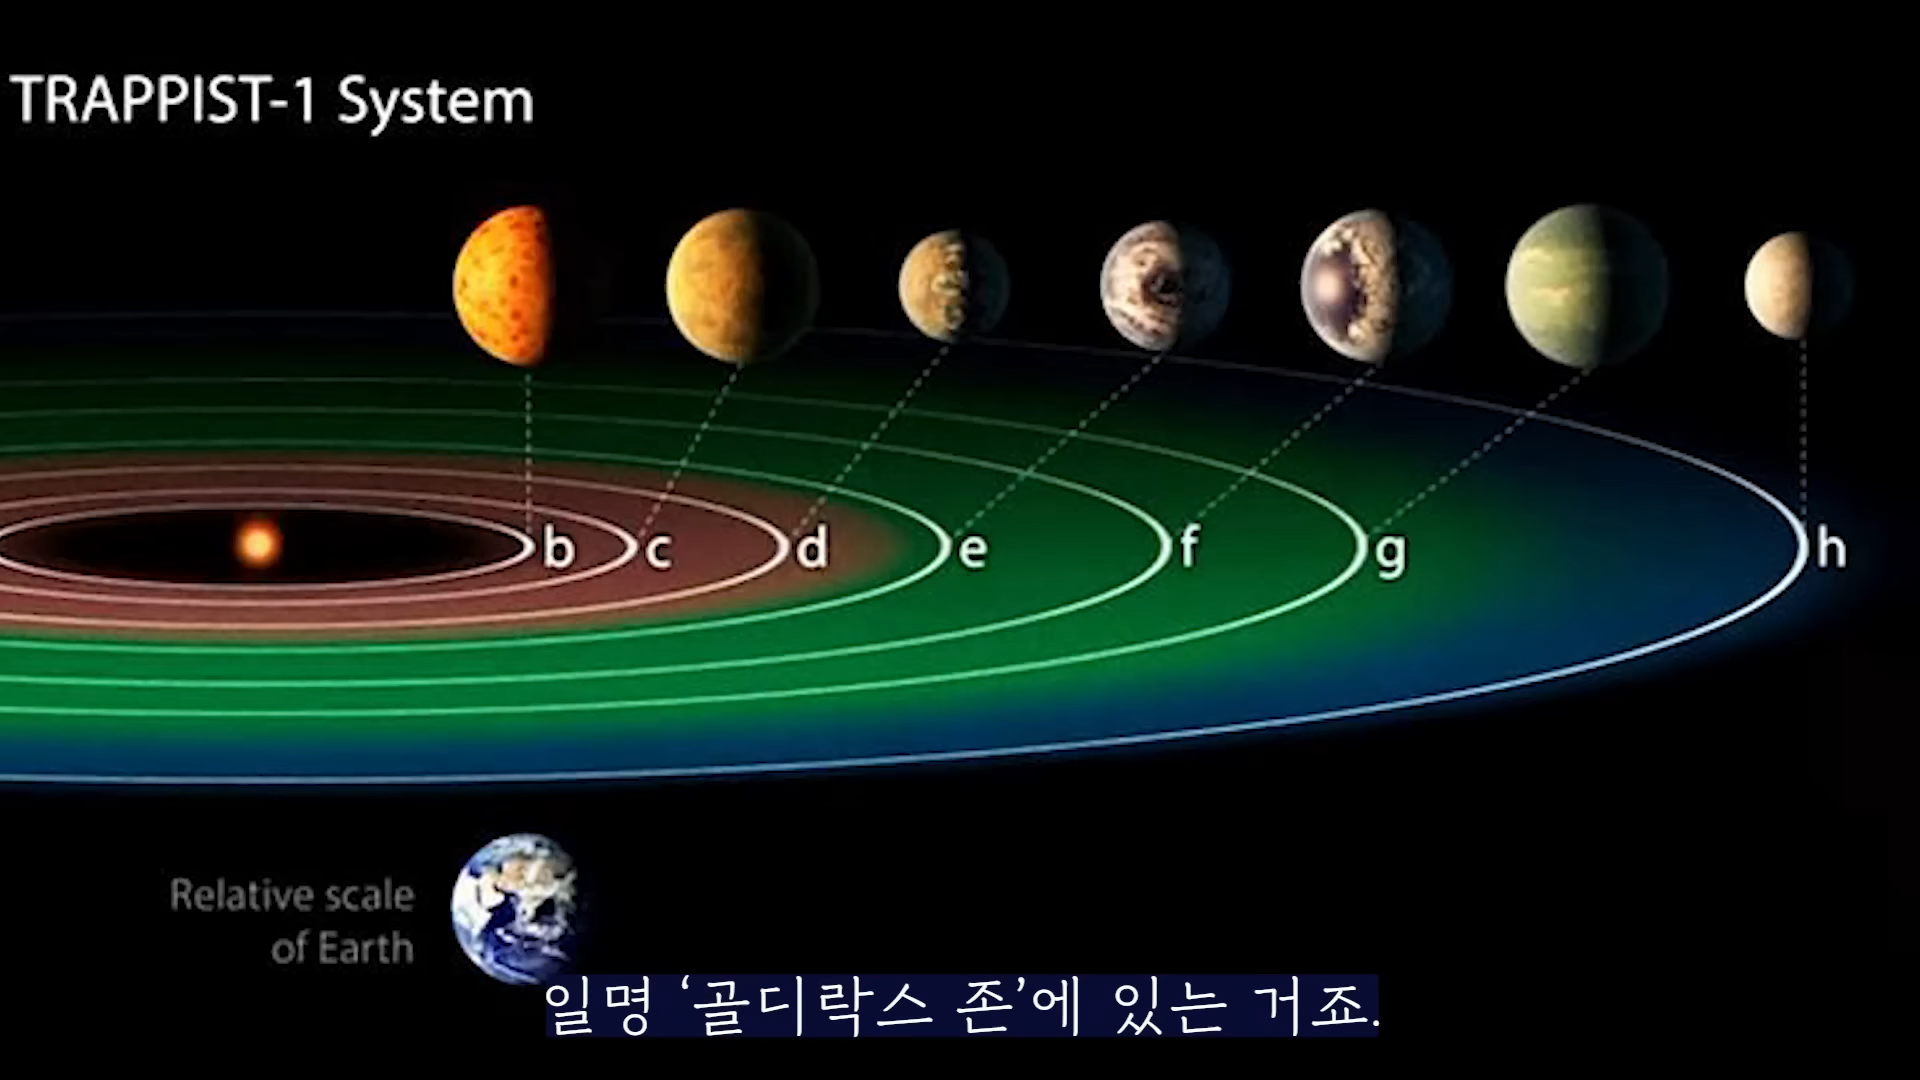 TRAPPIST-1 System
b c d e f g h
Relative scale
of Earth
일명 ‘골디락스 존’에 있는 거죠.